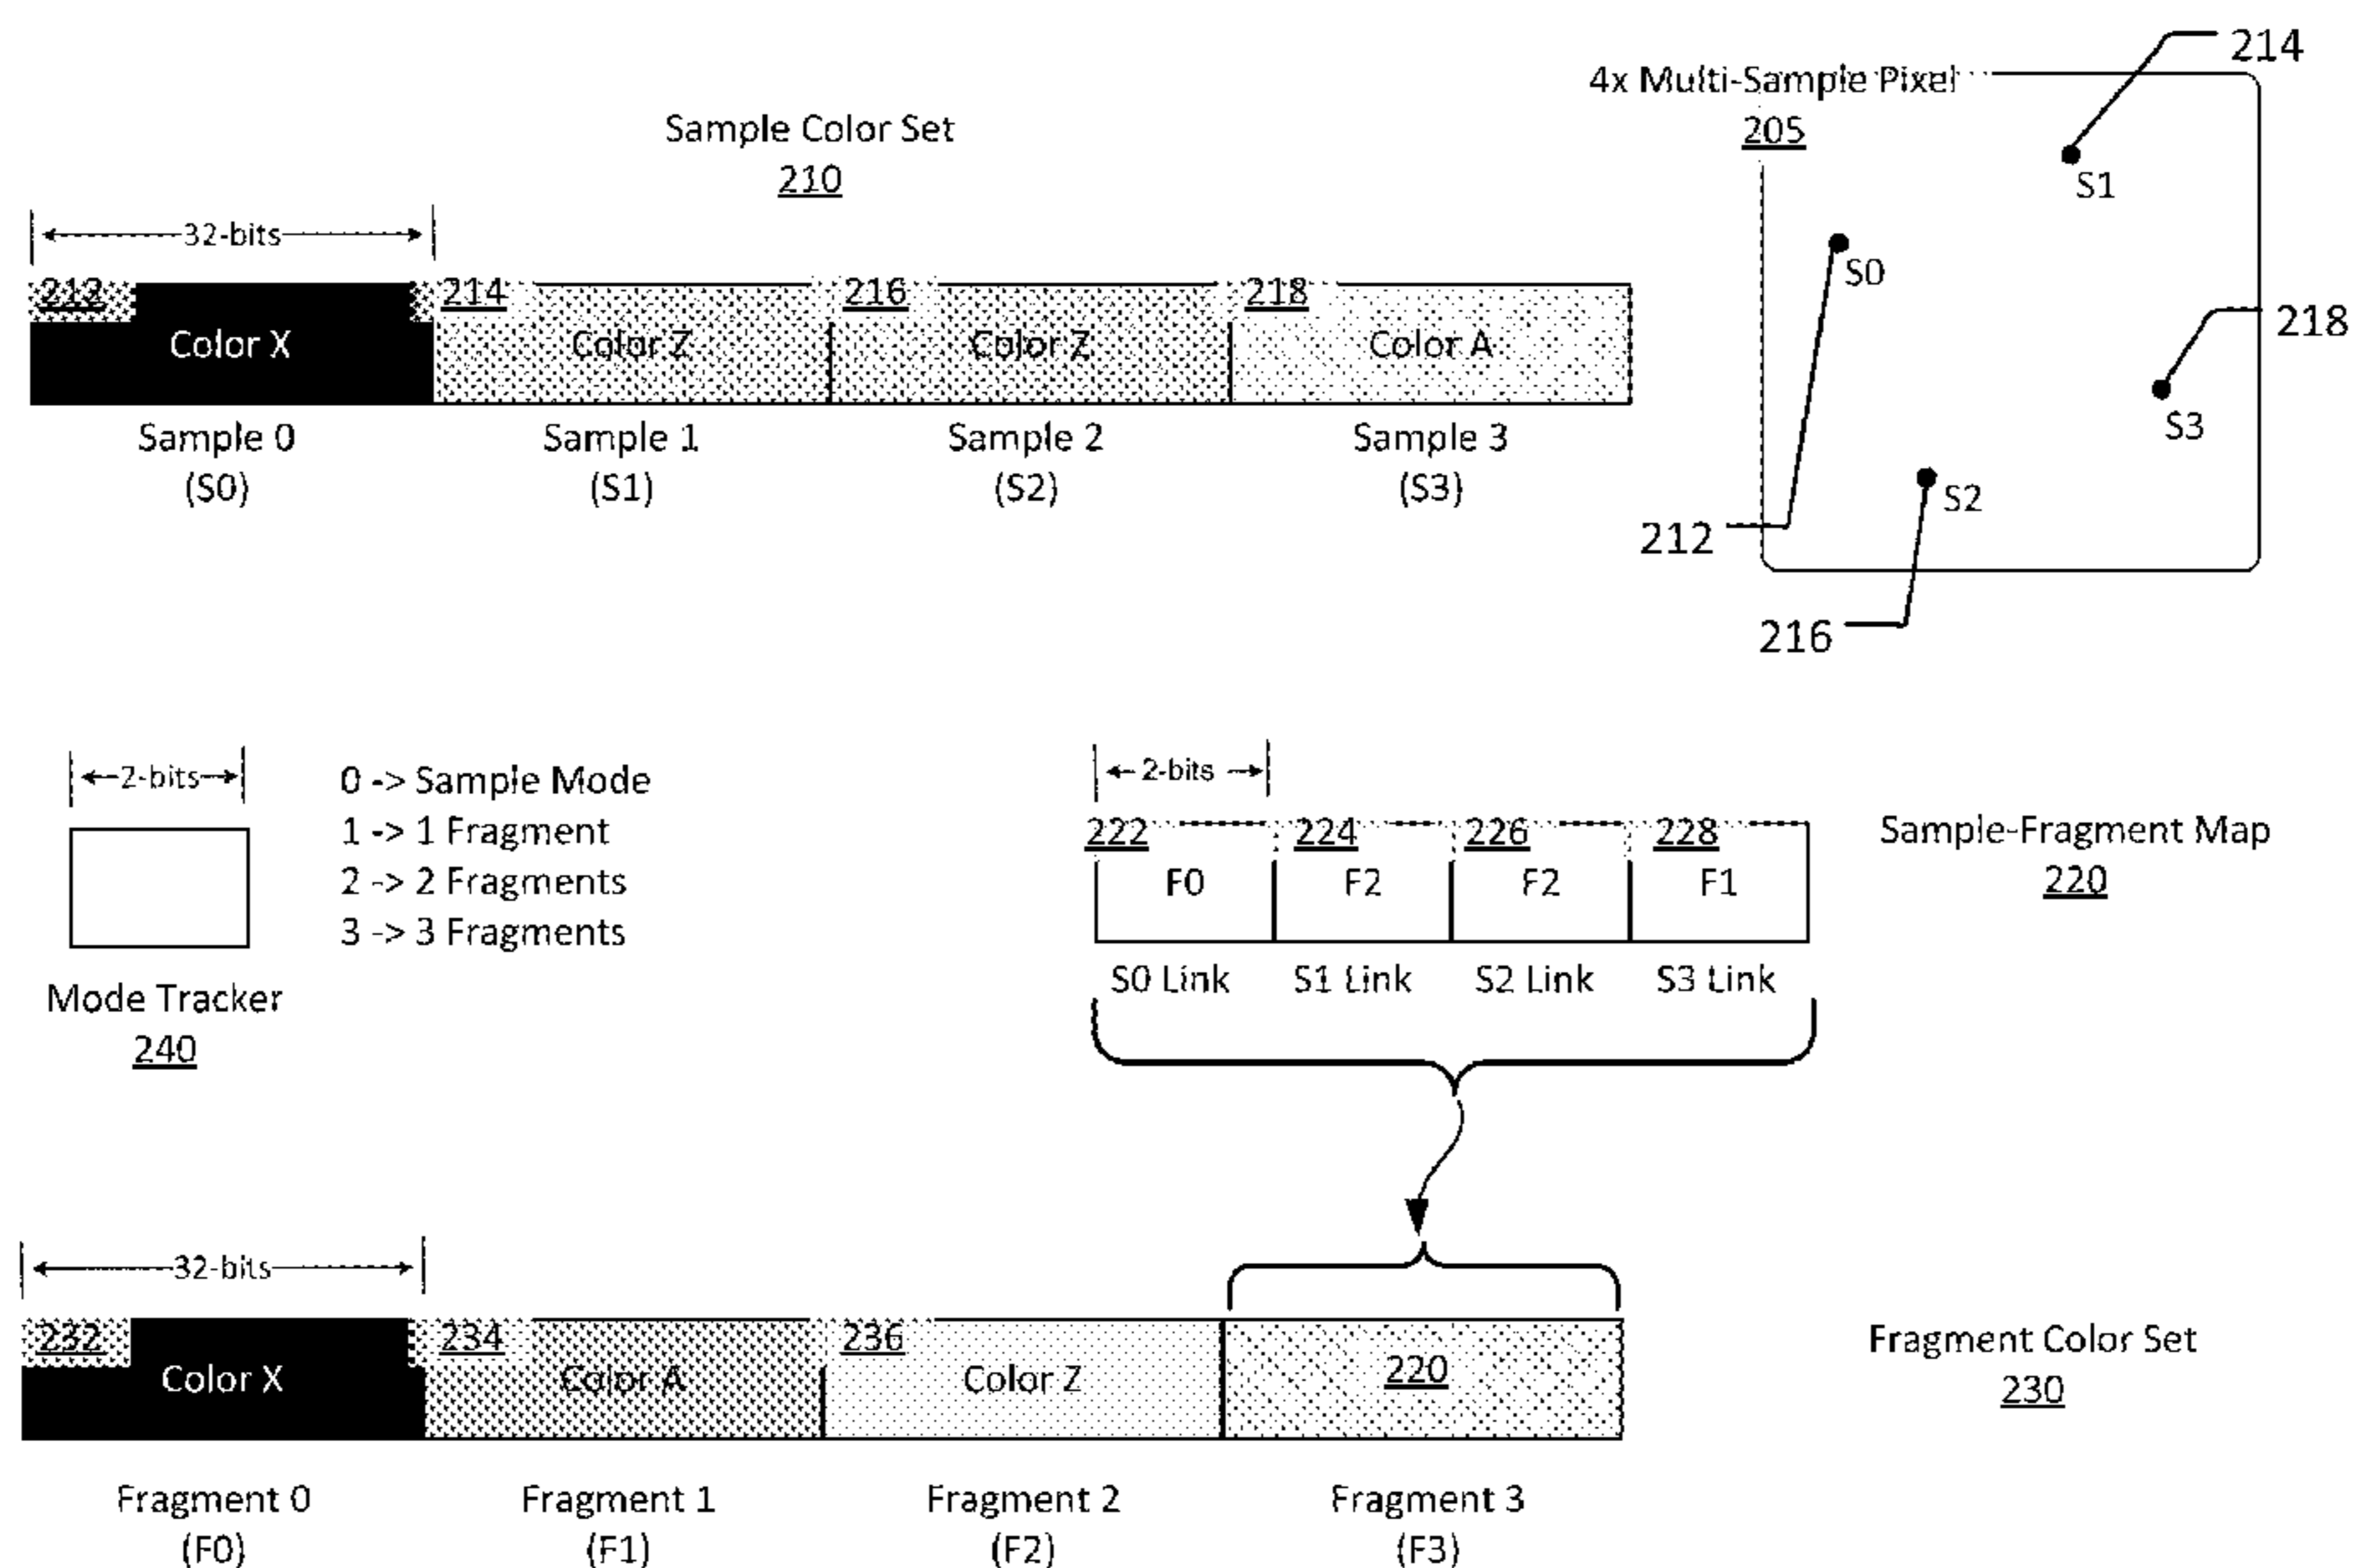 214
4x Multi-Sample Pixel
205
Sample Color Set
210
S1
32-bits
S0
212
214
216
218
218
Color X
Color Z
Color Z
Color A
S3
Sample 0
Sample 1
Sample 2
Sample 3
(S0)
(S1)
(S2)
(S3)
S2
212
216
2-bits
0 -> Sample Mode
1 -> 1 Fragment
2 -> 2 Fragments
3 -> 3 Fragments
Mode Tracker
240
2-bits
222
224
226
228
F0
F2
F2
F1
S0 Link
S1 Link
S2 Link
S3 Link
Sample-Fragment Map
220
32-bits
232
234
236
Color X
Color A
Color Z
220
Fragment Color Set
230
Fragment 0
Fragment 1
Fragment 2
Fragment 3
(F0)
(F1)
(F2)
(F3)